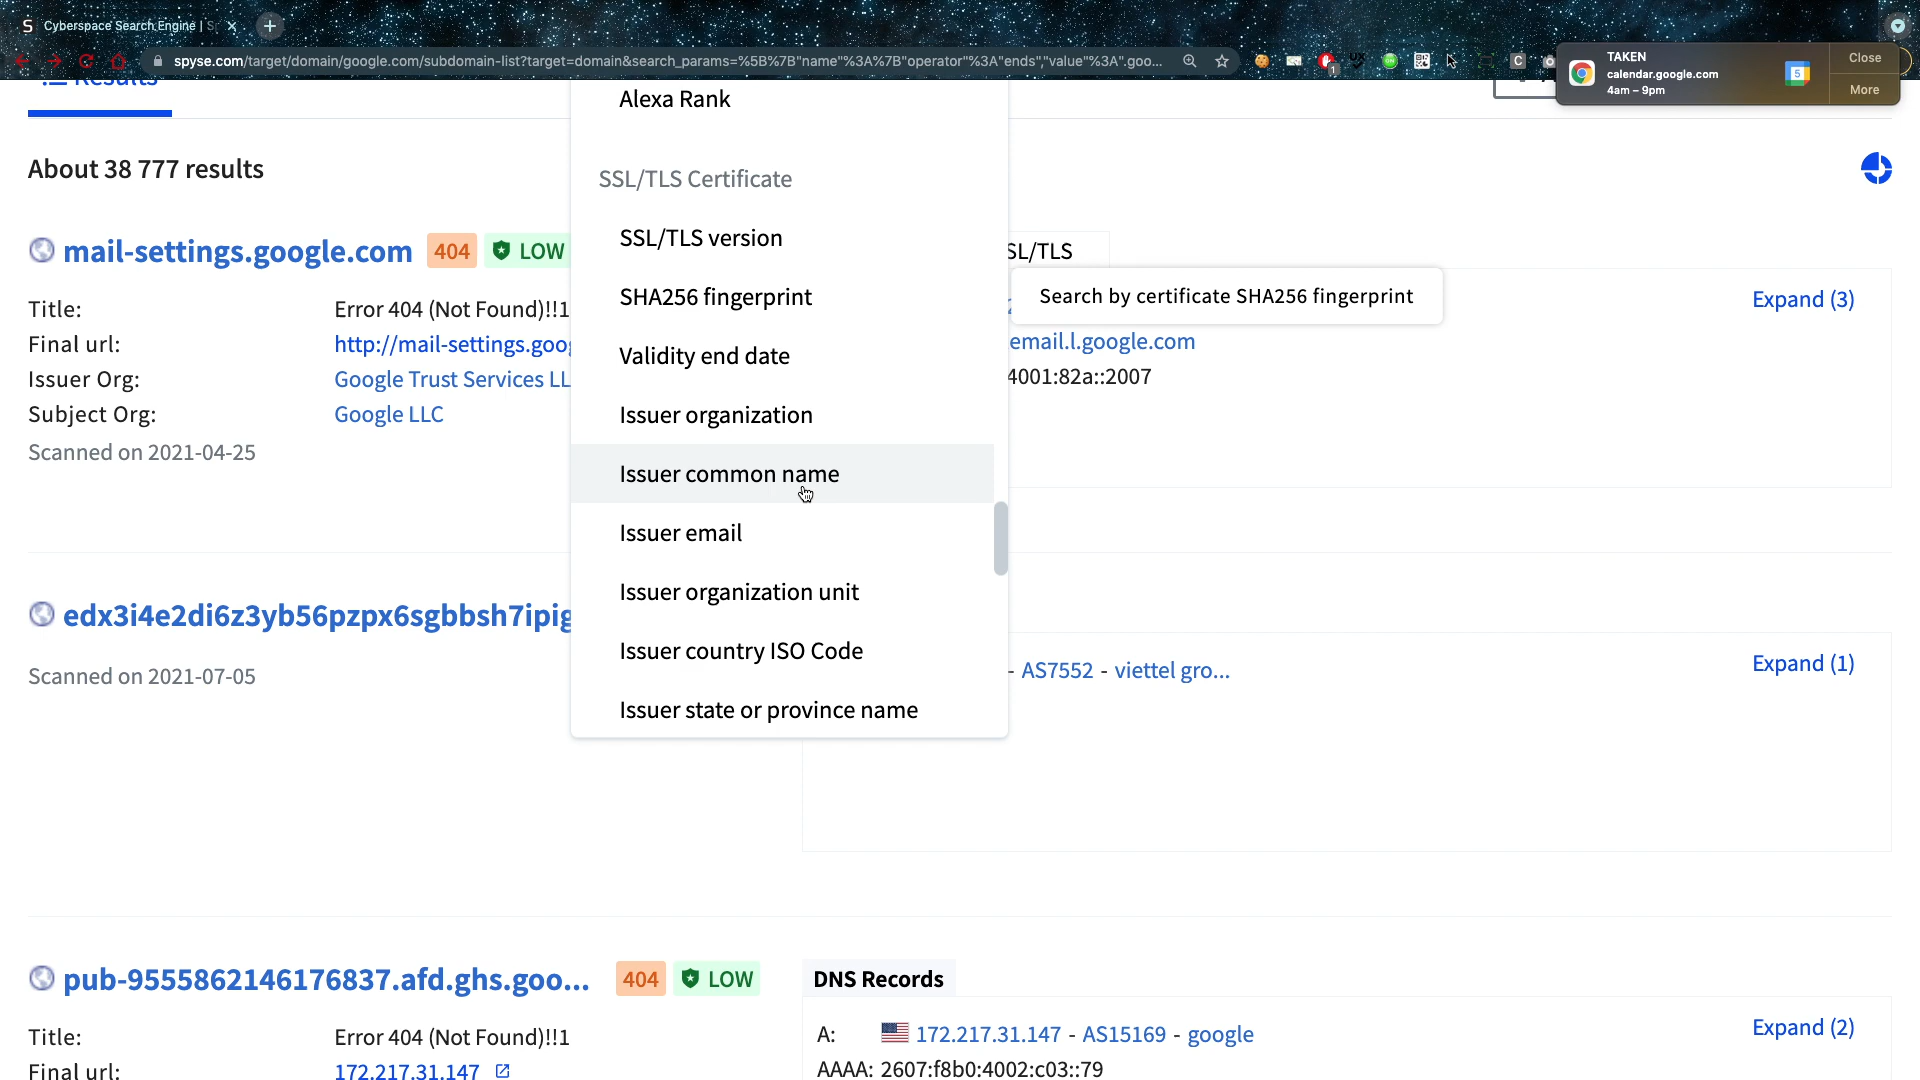 Cyberspace Search Engine | Sp
spyse.com/target/domain/google.com/subdomain-list?target=domain&search_params=%5B%7B"name"%3A%7B"operator"%3A"ends","value"%3A".goo...
TAKEN
calendar.google.com
4am – 9pm
Close
More
Results
About 38 777 results
Alexa Rank
SSL/TLS Certificate
SSL/TLS version
SHA256 fingerprint
Validity end date
Issuer organization
Issuer common name
Issuer email
Issuer organization unit
Issuer country ISO Code
Issuer state or province name
Search by certificate SHA256 fingerprint
mail-settings.google.com 404 LOW
SL/TLS
Title: Error 404 (Not Found)!!1
Final url: http://mail-settings.goog
Issuer Org: Google Trust Services LL
Subject Org: Google LLC
Scanned on 2021-04-25
Expand (3)
email.l.google.com
4001:82a::2007
edx3i4e2di6z3yb56pzpx6sgbbsh7ipig
Scanned on 2021-07-05
- AS7552 - viettel gro...
Expand (1)
pub-9555862146176837.afd.ghs.goo... 404 LOW
Title: Error 404 (Not Found)!!1
Final url: 172.217.31.147
DNS Records
A: 172.217.31.147 - AS15169 - google
AAAA: 2607:f8b0:4002:c03::79
Expand (2)